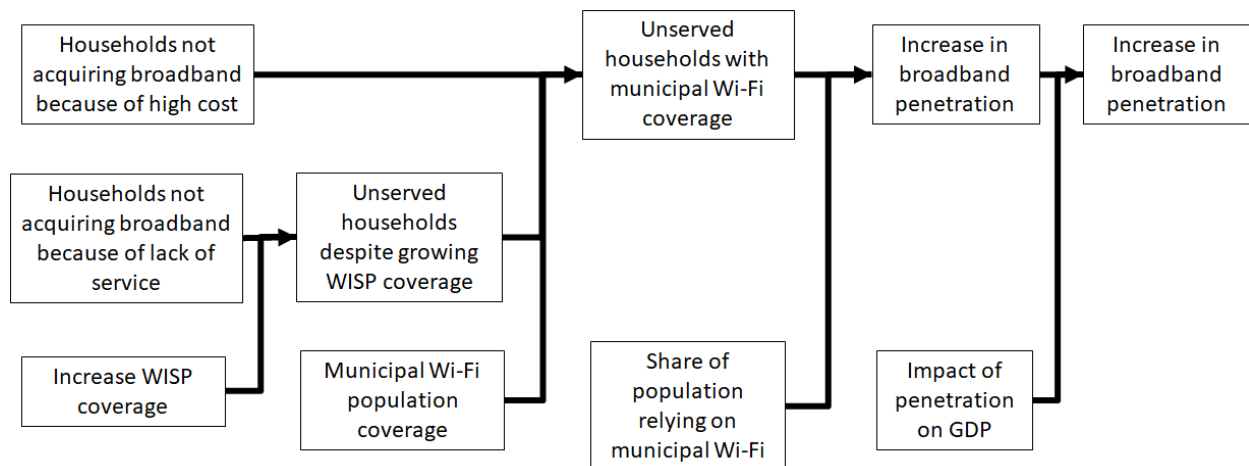 Households not
acquiring broadband
because of high cost
Unserved
households with
municipal Wi-Fi
coverage
Increase in
broadband
penetration
Increase in
broadband
penetration
Households not
acquiring broadband
because of lack of
service
Unserved
households
despite growing
WISP coverage
Increase WISP
coverage
Municipal Wi-Fi
population
coverage
Share of
population
relying on
municipal Wi-Fi
Impact of
penetration
on GDP